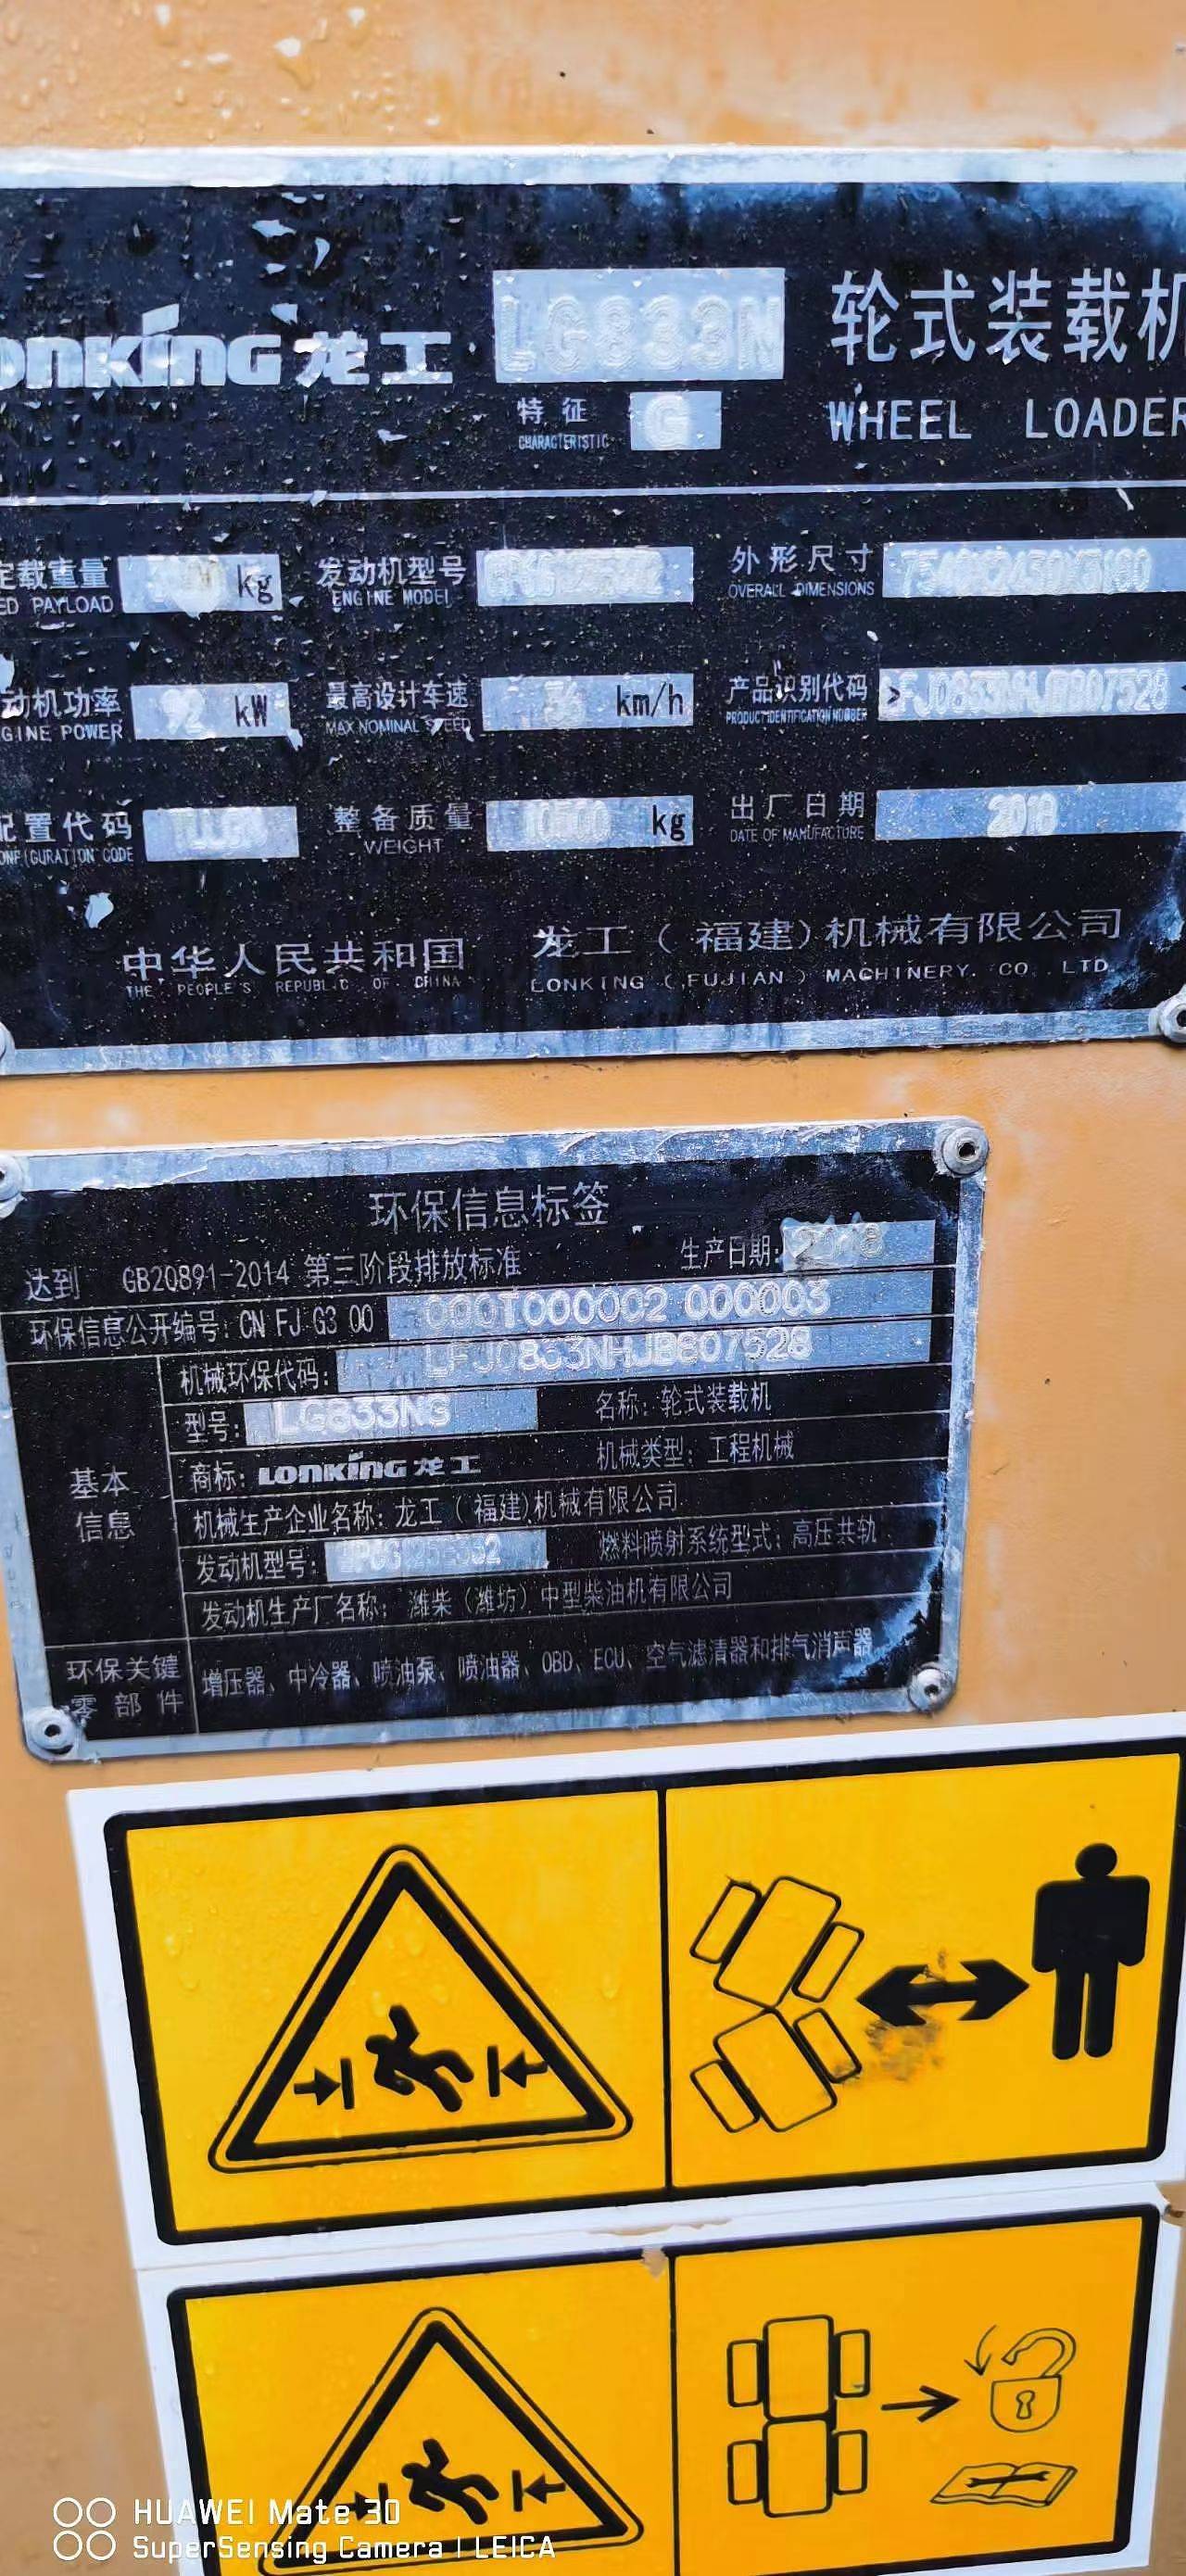 LONKING 龙工 LG833N 轮式装载机
特征 G WHEEL LOADER
CHARACTERISTIC
定载重量 kg 发动机型号 外形尺寸
ED PAYLOAD ENGINE MODEL OVERALL DIMENSIONS
动机功率 92 kW 最高设计车速 km/h 产品识别代码
GINE POWER MAX NOMINAL SPEED PRODUCT IDENTIFICATION NUMBER
配置代码 整备质量 kg 出厂日期 2018
ONFIGURATION CODE WEIGHT DATE OF MANUFACTURE
中华人民共和国 龙工(福建)机械有限公司
THE PEOPLE'S REPUBLIC OF CHINA LONKING (FUJIAN) MACHINERY. CO., LTD
环保信息标签
达到 GB20891-2014 第三阶段排放标准 生产日期: 2018
环保信息公开编号: CN FJ G3 00 000T000002 000003
机械环保代码: LFJ0833NHJB807528
型号: LG833NG 名称: 轮式装载机
商标: LONKING 龙工 机械类型: 工程机械
基本信息
机械生产企业名称: 龙工(福建)机械有限公司
发动机型号: 燃料喷射系统型式: 高压共轨
发动机生产厂名称: 潍柴(潍坊)中型柴油机有限公司
环保关键零部件 增压器、中冷器、喷油泵、喷油器、OBD、ECU、空气滤清器和排气消声器
HUAWEI Mate 30
SuperSensing Camera | LEICA